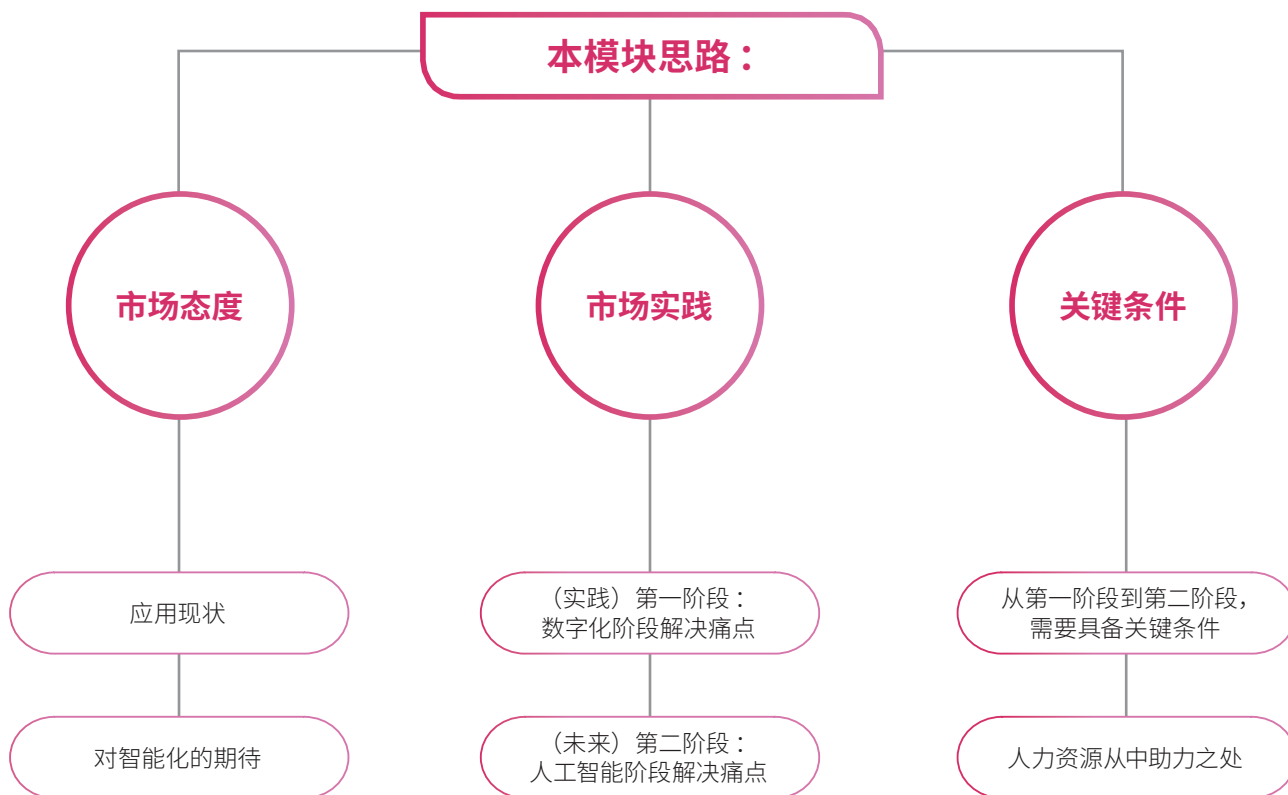 本模块思路：
市场态度
市场实践
关键条件
应用现状
（实践）第一阶段：
数字化阶段解决痛点
从第一阶段到第二阶段，
需要具备关键条件
对智能化的期待
（未来）第二阶段：
人工智能阶段解决痛点
人力资源从中助力之处